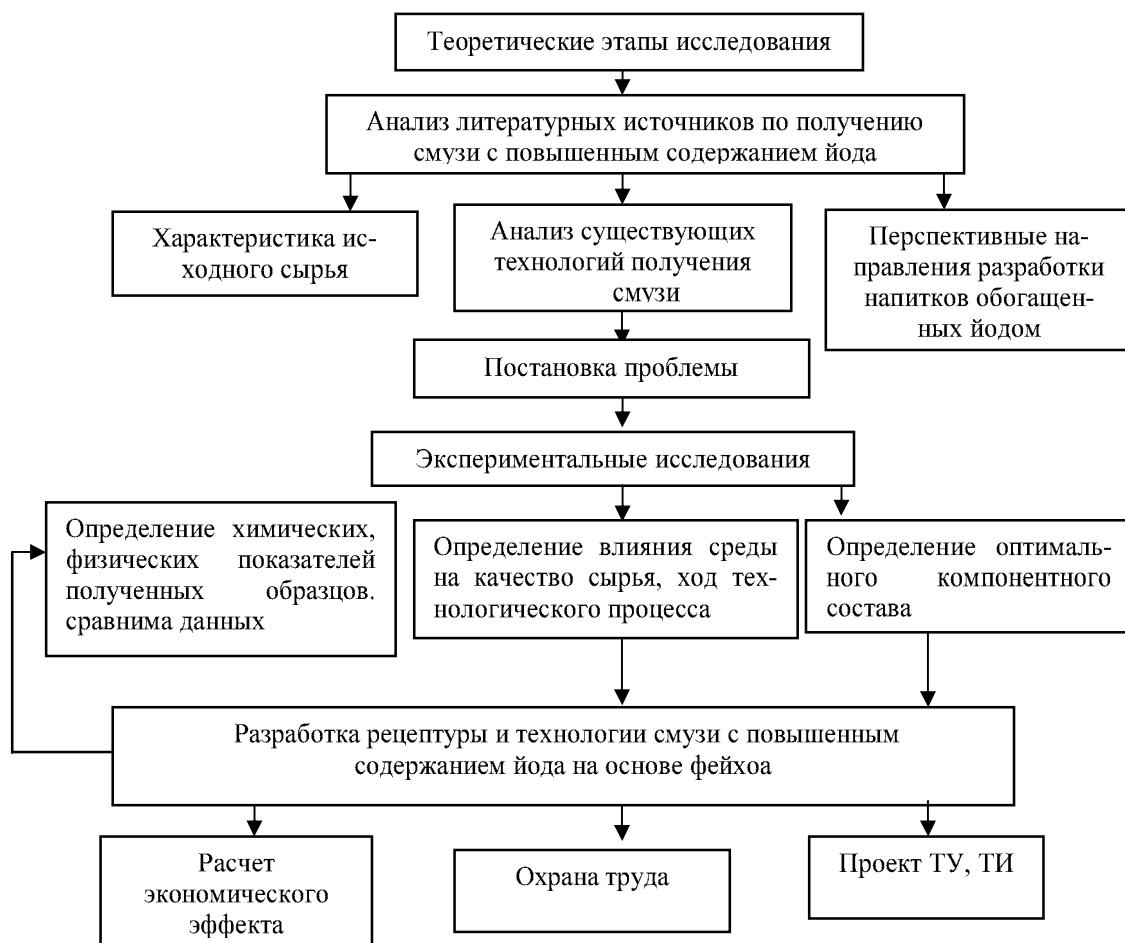 Теоретические этапы исследования
Анализ литературных источников по получению
смузи с повышенным содержанием йода
Характеристика ис-
ходного сырья
Анализ существующих
технологий получения
смузи
Перспективные на-
правления разработки
напитков обогащен-
ных йодом
Постановка проблемы
Экспериментальные исследования
Определение химических,
физических показателей
полученных образцов.
сравнима данных
Определение влияния среды
на качество сырья, ход тех-
нологического процесса
Определение оптималь-
ного компонентного
состава
Разработка рецептуры и технологии смузи с повышенным
содержанием йода на основе фейхоа
Расчет
экономического
эффекта
Охрана труда
Проект ТУ, ТИ